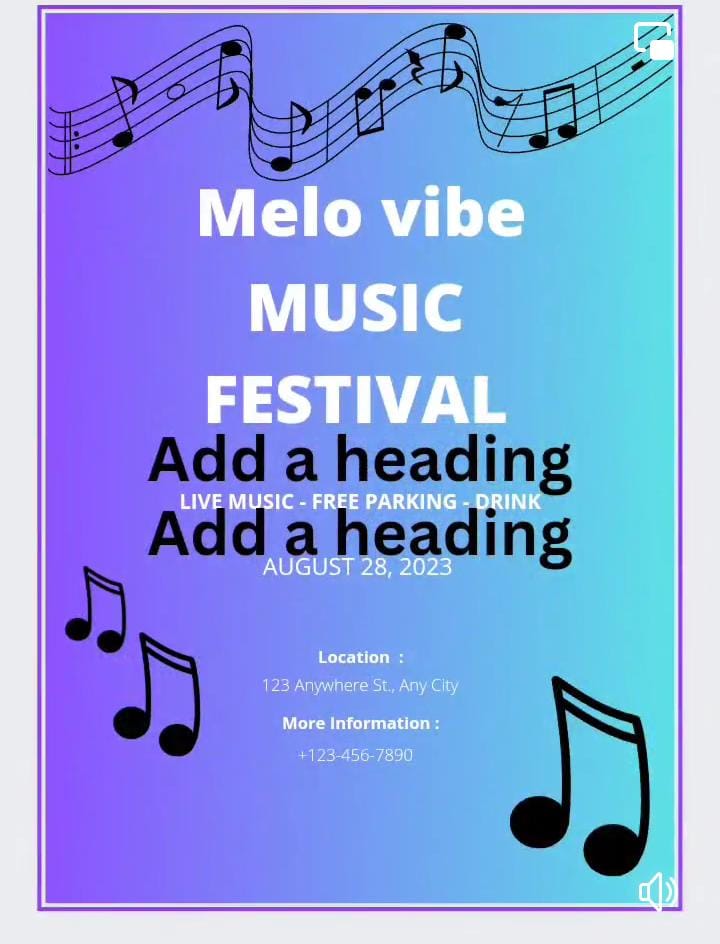 Melo vibe
MUSIC
FESTIVAL
Add a heading
LIVE MUSIC - FREE PARKING - DRINK
Add a heading
AUGUST 28, 2023
Location :
123 Anywhere St., Any City
More Information :
+123-456-7890